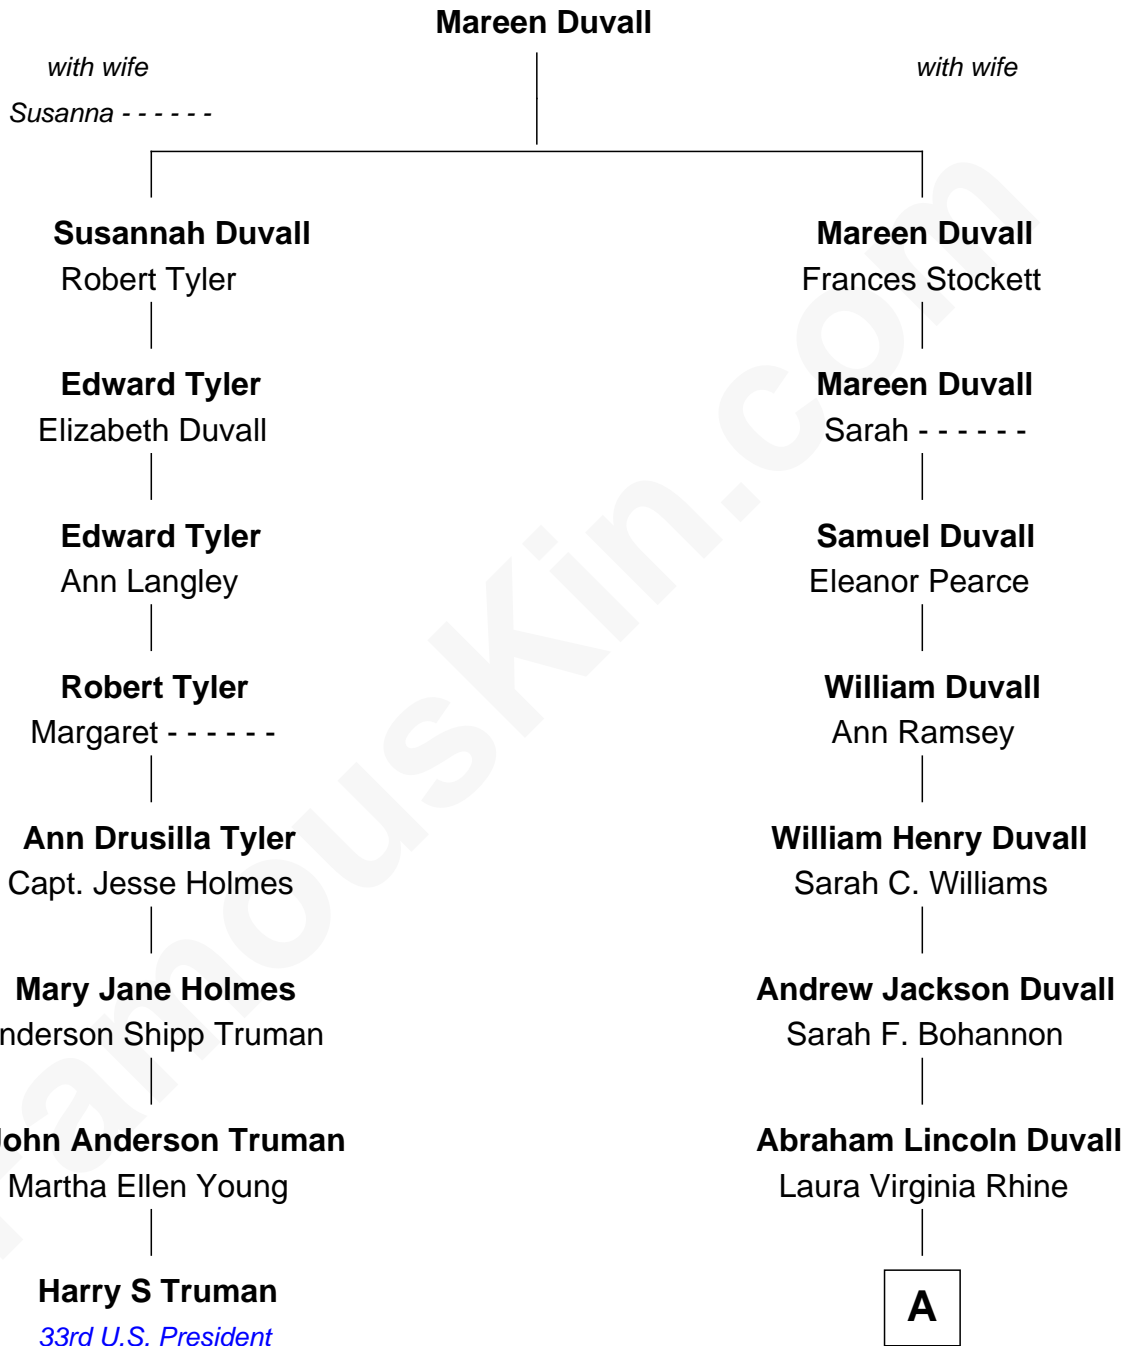 Mareen Duvall
with wife
with wife
Susanna - - - - - -
Susannah Duvall
Mareen Duvall
Robert Tyler
Frances Stockett
Edward Tyler
Mareen Duvall
Elizabeth Duvall
Sarah - - - - - -
Edward Tyler
Samuel Duvall
Ann Langley
Eleanor Pearce
Robert Tyler
William Duvall
Margaret - - - - - -
Ann Ramsey
Ann Drusilla Tyler
William Henry Duvall
Capt. Jesse Holmes
Sarah C. Williams
Mary Jane Holmes
Andrew Jackson Duvall
nderson Shipp Truman
Sarah F. Bohannon
John Anderson Truman
Abraham Lincoln Duvall
Martha Ellen Young
Laura Virginia Rhine
Harry S Truman
A
33rd U.S. President
FamousKin.com